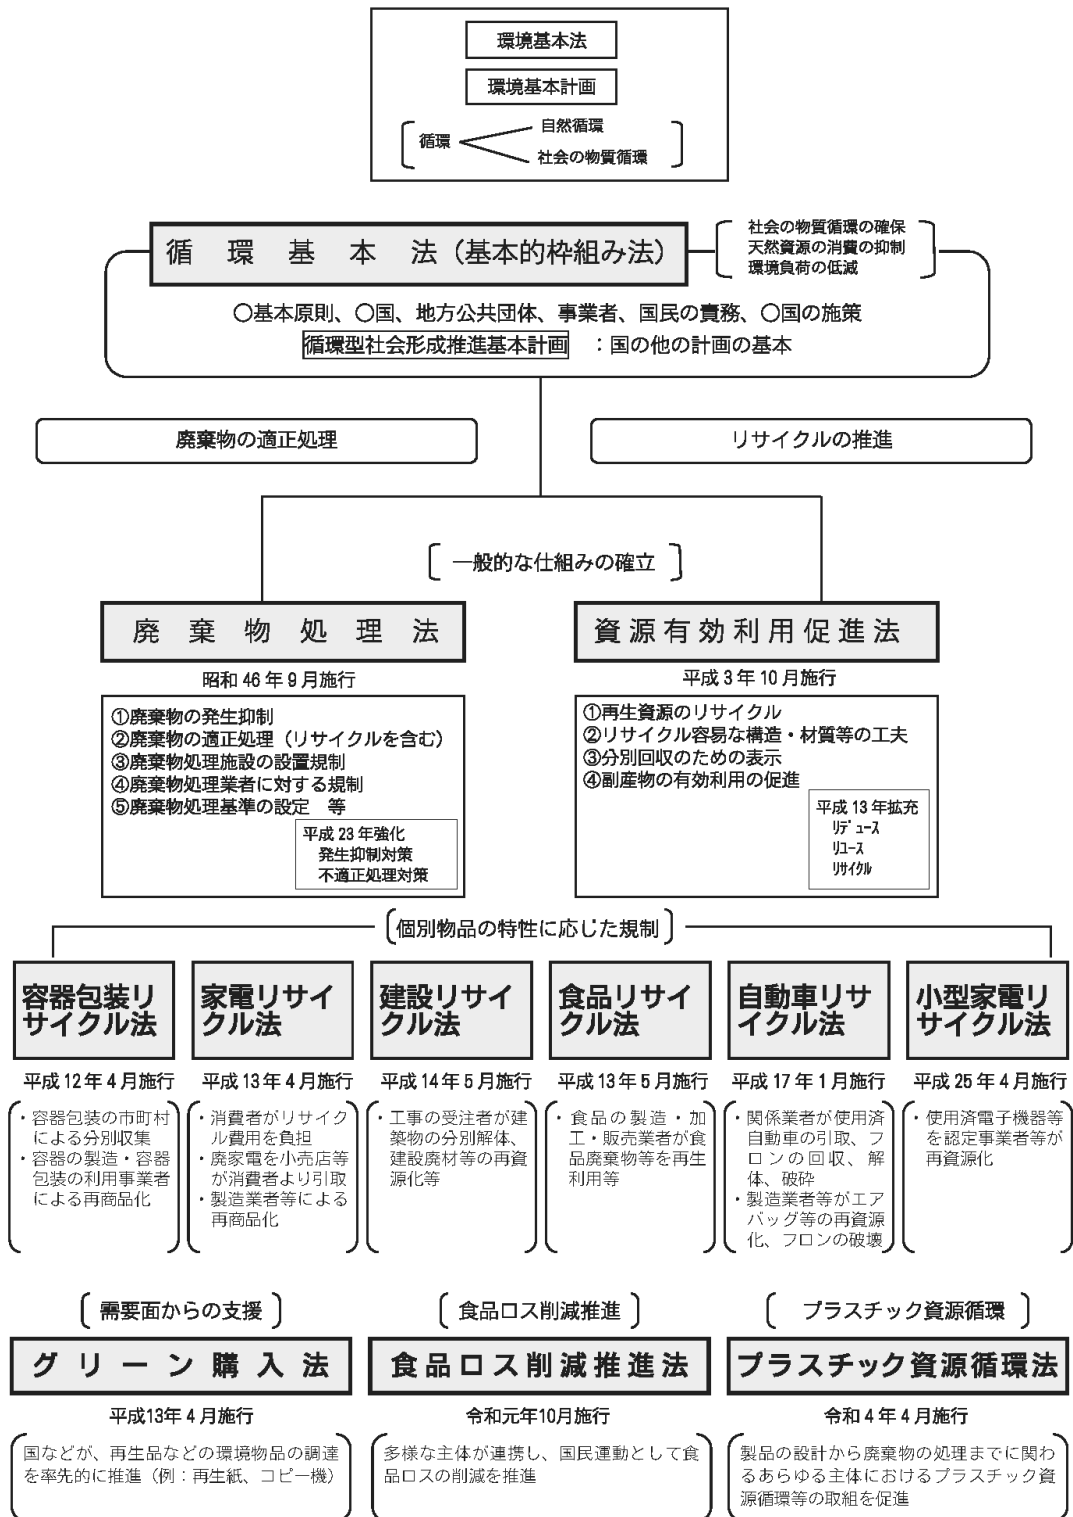 環境基本法
環境基本計画
循環
自然循環
社会の物質循環
循環基本法（基本的枠組み法）
社会の物質循環の確保
天然資源の消費の抑制
環境負荷の低減
○基本原則、○国、地方公共団体、事業者、国民の責務、○国の施策
循環型社会形成推進基本計画　：国の他の計画の基本
廃棄物の適正処理
リサイクルの推進
一般的な仕組みの確立
廃棄物処理法
昭和46年9月施行
①廃棄物の発生抑制
②廃棄物の適正処理（リサイクルを含む）
③廃棄物処理施設の設置規制
④廃棄物処理業者に対する規制
⑤廃棄物処理基準の設定　等
平成23年強化
発生抑制対策
不適正処理対策
資源有効利用促進法
平成3年10月施行
①再生資源のリサイクル
②リサイクル容易な構造・材質等の工夫
③分別回収のための表示
④副産物の有効利用の促進
平成13年拡充
ﾘﾃﾞｭｰｽ
ﾘﾕｰｽ
ﾘｻｲｸﾙ
個別物品の特性に応じた規制
容器包装リ
サイクル法
平成12年4月施行
・容器包装の市町村
による分別収集
・容器の製造・容器
包装の利用事業者
による再商品化
家電リサイ
クル法
平成13年4月施行
・消費者がリサイク
ル費用を負担
・廃家電を小売店等
が消費者より引取
・製造業者等による
再商品化
建設リサイ
クル法
平成14年5月施行
・工事の受注者が建
築物の分別解体、
建設廃材等の再資
源化等
食品リサイ
クル法
平成13年5月施行
・食品の製造・加
工・販売業者が食
品廃棄物等を再生
利用等
自動車リサ
イクル法
平成17年1月施行
・関係業者が使用済
自動車の引取、フ
ロンの回収、解
体、破砕
・製造業者等がエア
バッグ等の再資源
化、フロンの破壊
小型家電リ
サイクル法
平成25年4月施行
・使用済電子機器等
を認定事業者等が
再資源化
需要面からの支援
グリーン購入法
平成13年4月施行
国などが、再生品などの環境物品の調達
を率先的に推進（例：再生紙、コピー機）
食品ロス削減推進
食品ロス削減推進法
令和元年10月施行
多様な主体が連携し、国民運動として食
品ロスの削減を推進
プラスチック資源循環
プラスチック資源循環法
令和4年4月施行
製品の設計から廃棄物の処理までに関わ
るあらゆる主体におけるプラスチック資
源循環等の取組を促進